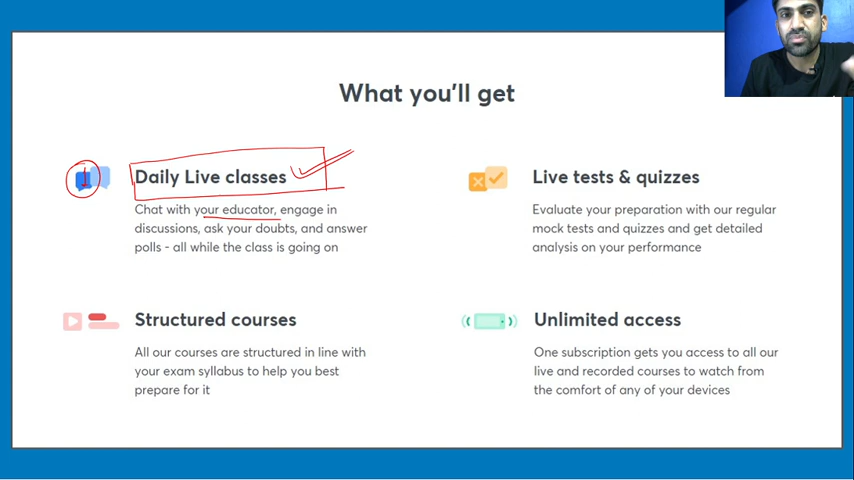 What you'll get
1
Daily Live classes
Chat with your educator, engage in
discussions, ask your doubts, and answer
polls - all while the class is going on
Live tests & quizzes
Evaluate your preparation with our regular
mock tests and quizzes and get detailed
analysis on your performance
Structured courses
All our courses are structured in line with
your exam syllabus to help you best
prepare for it
Unlimited access
One subscription gets you access to all our
live and recorded courses to watch from
the comfort of any of your devices